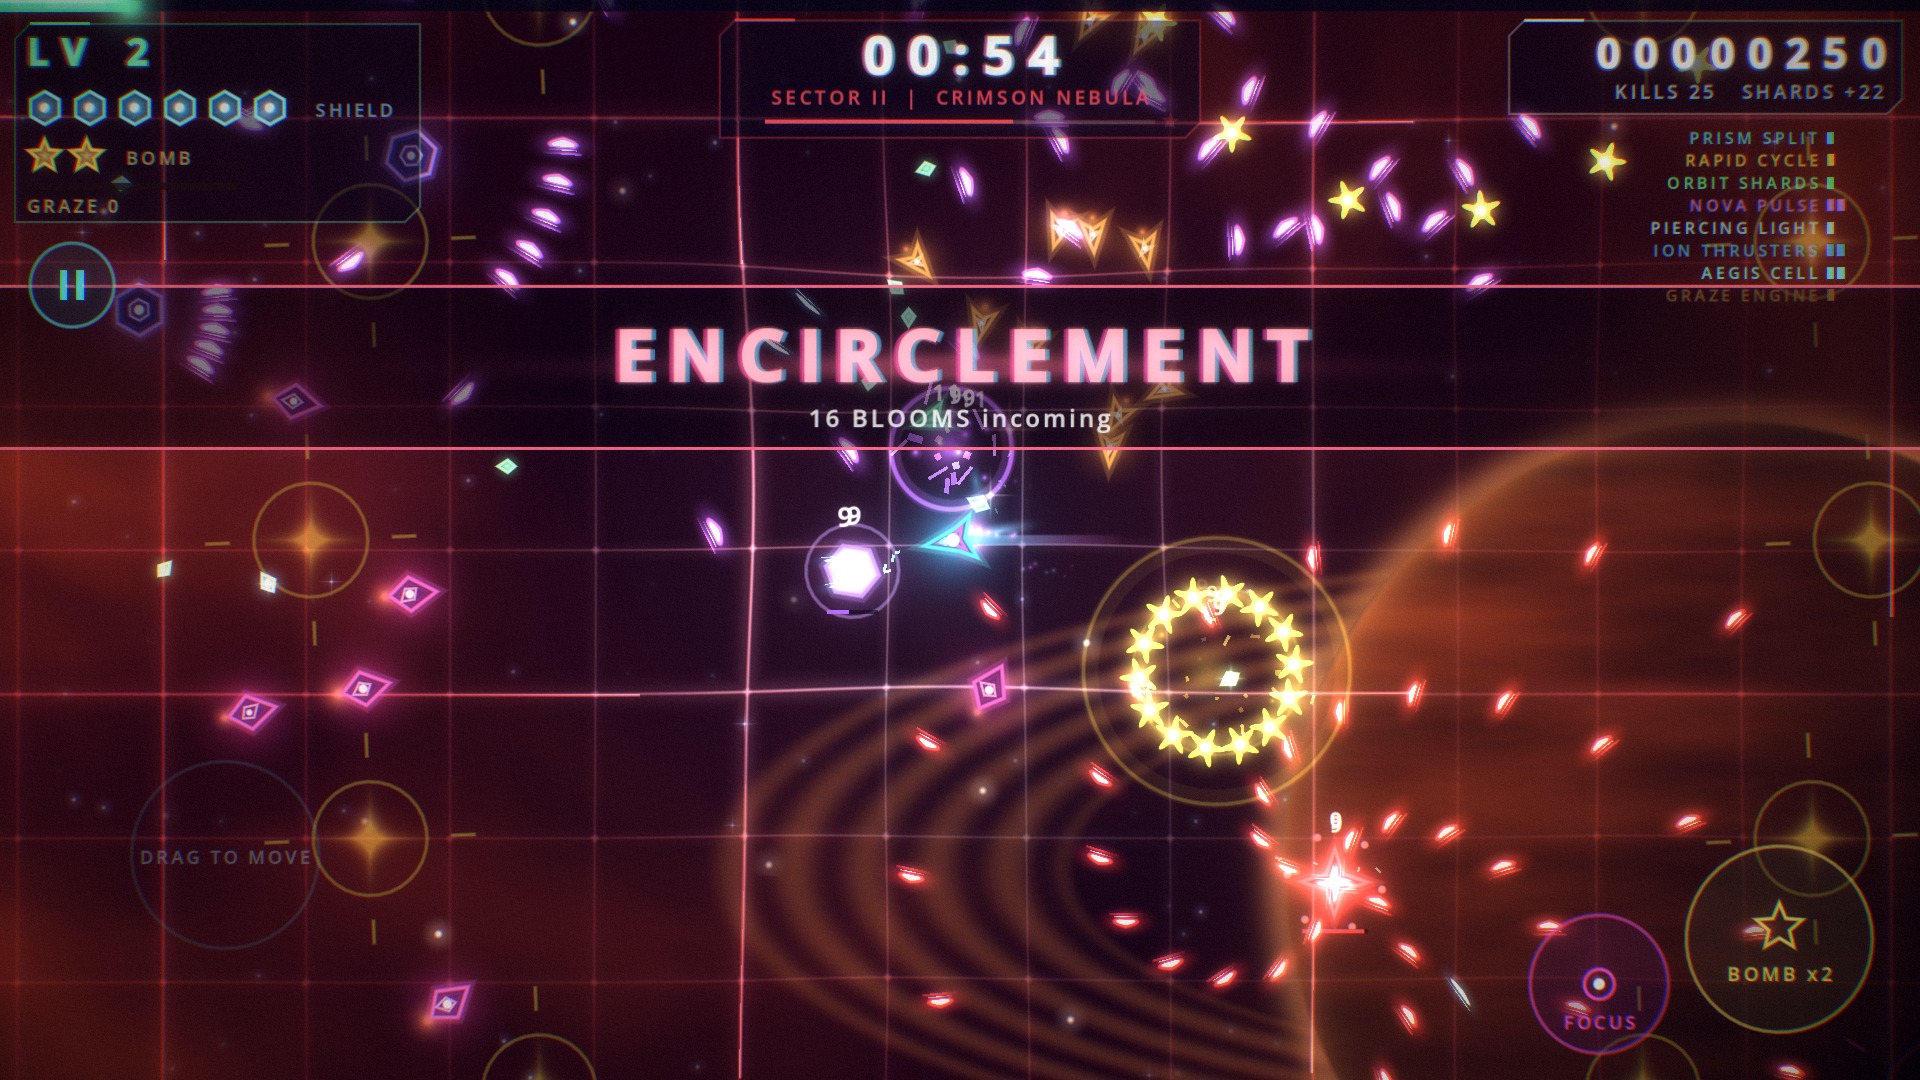 LV 2
SHIELD
BOMB
GRAZE 0
00:54
SECTOR II | CRIMSON NEBULA
00000250
KILLS 25 SHARDS +22
PRISM SPLIT
RAPID CYCLE
ORBIT SHARDS
NOVA PULSE
PIERCING LIGHT
ION THRUSTERS
AEGIS CELL
GRAZE ENGINE
ENCIRCLEMENT
16 BLOOMS incoming
9
DRAG TO MOVE
BOMB x2
FOCUS